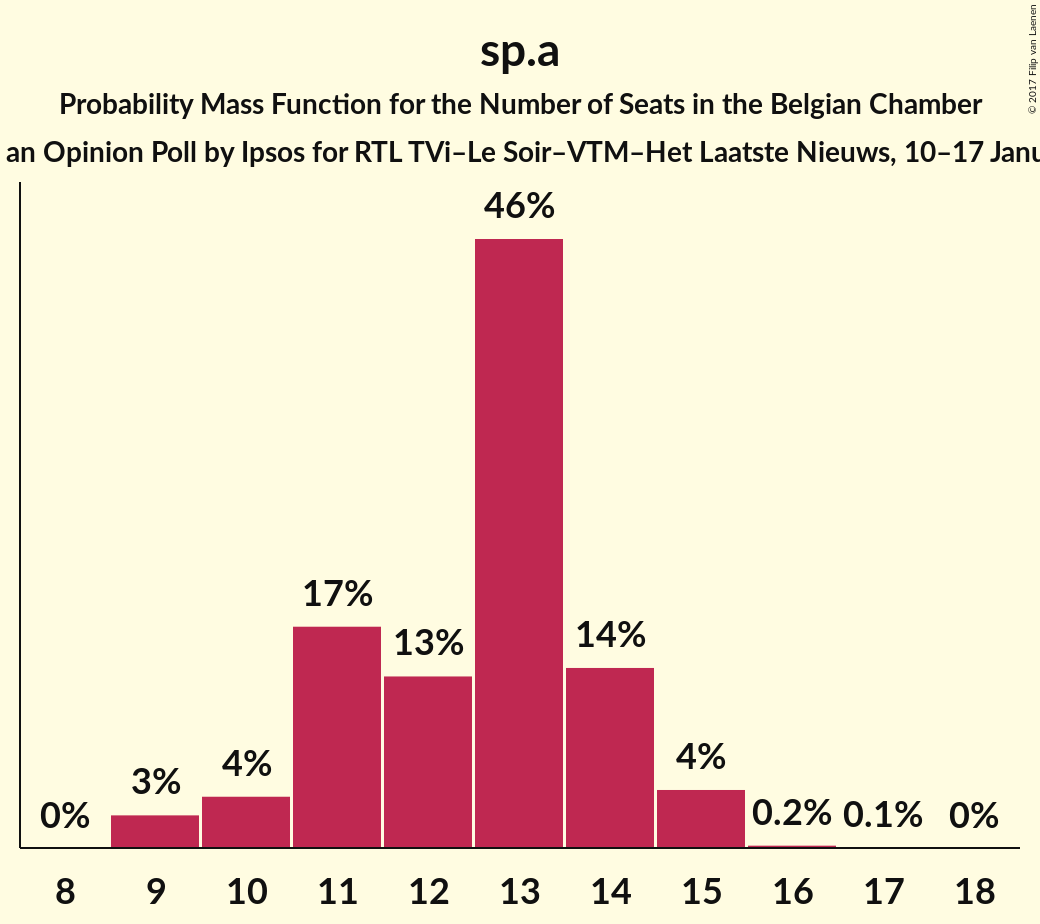 sp.a
Probability Mass Function for the Number of Seats in the Belgian Chamber
an Opinion Poll by Ipsos for RTL TVi–Le Soir–VTM–Het Laatste Nieuws, 10–17
© 2017 Filip van Laenen
46%
17%
14%
13%
4%
4%
3%
0%
0.2%
0.1%
0%
8 9 10 11 12 13 14 15 16 17 18